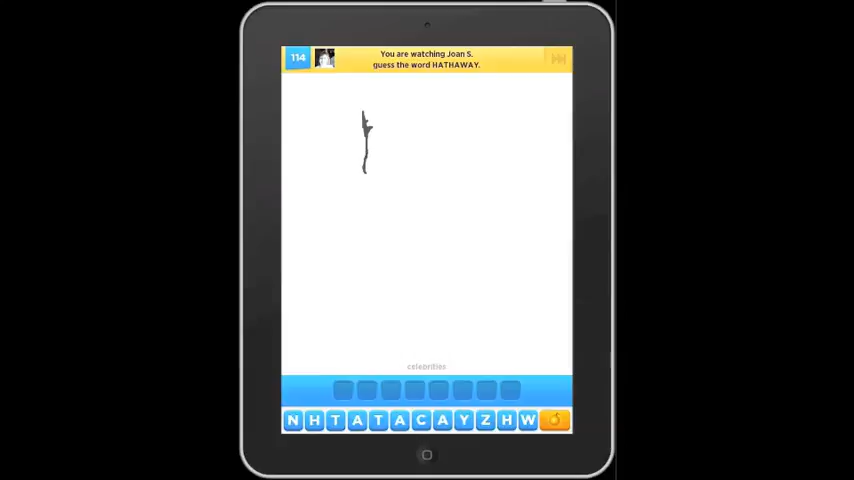 114
You are watching Joan S.
guess the word HATHAWAY.
celebrities
N H T A T A C A Y Z H W